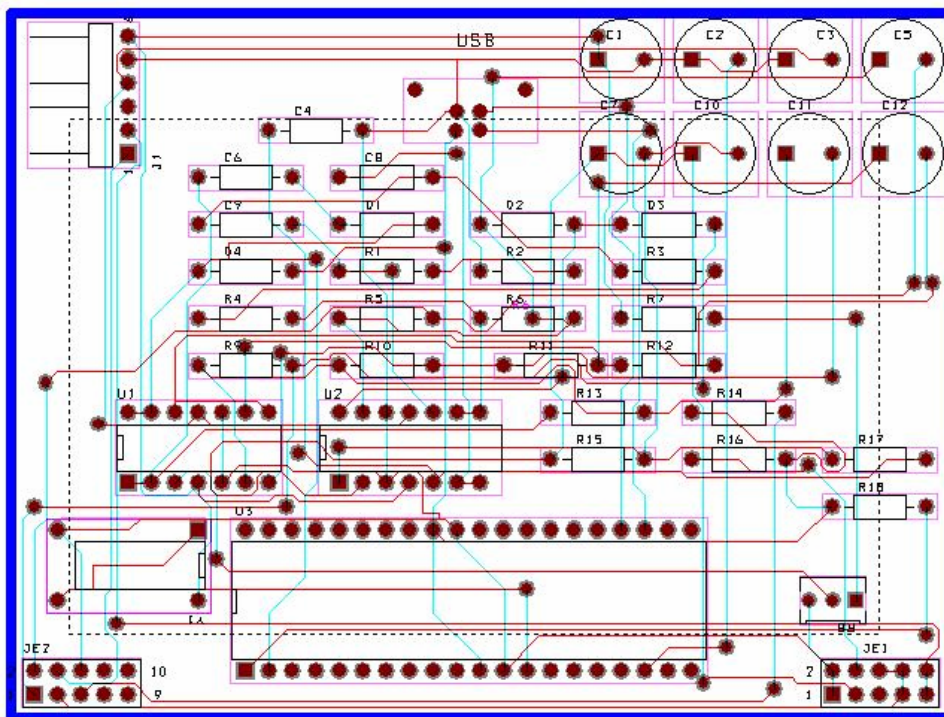 USB
C1 C2 C3 C5
6
J1
1
C4
C7 C10 C11 C12
C6 C8
C9 D1 D2 D3
D4 R1 R2 R3
R4 R5 R6 R7
R9 R10 R11 R12
U1 U2 R13 R14
R15 R16 R17
R18
U3
JE2 JE1
10 2
9 1